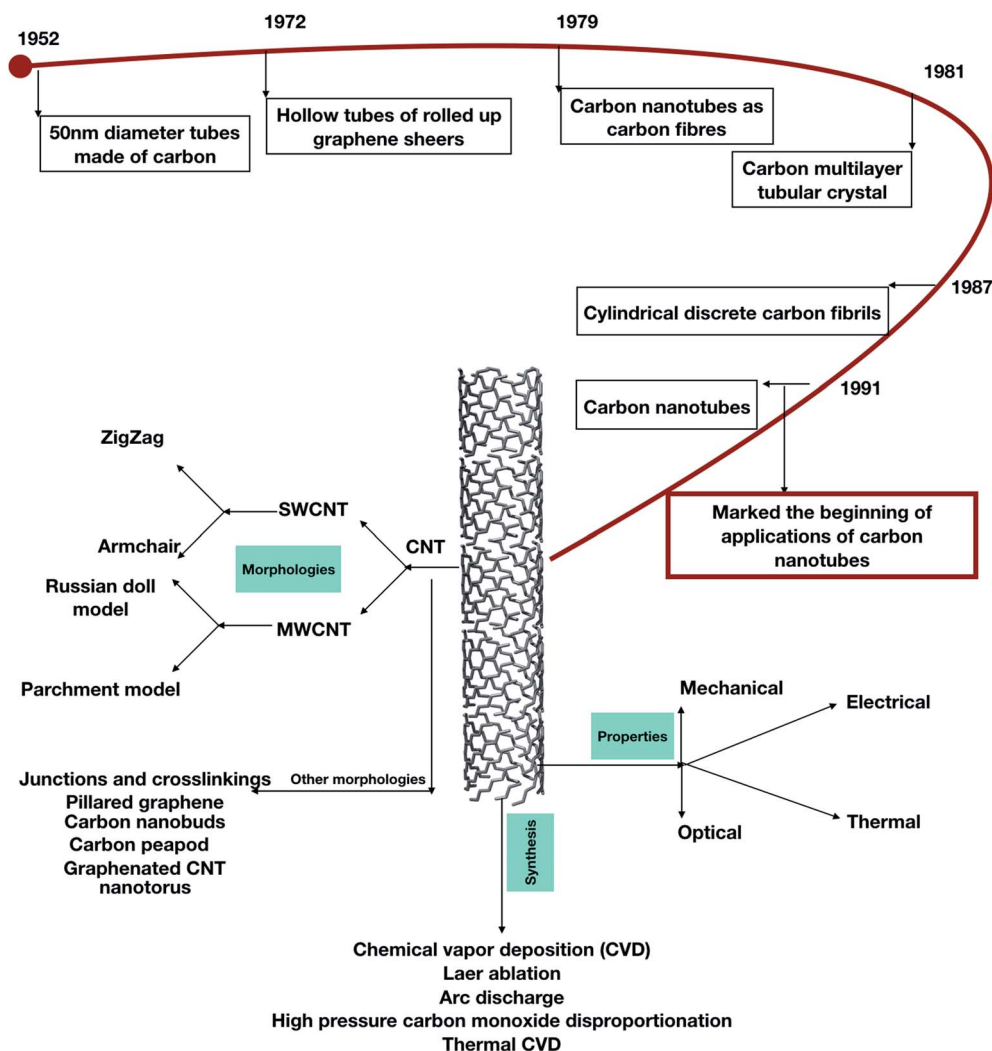 1952
1972
1979
1981
50nm diameter tubes
made of carbon
Hollow tubes of rolled up
graphene sheers
Carbon nanotubes as
carbon fibres
Carbon multilayer
tubular crystal
1987
Cylindrical discrete carbon fibrils
1991
Carbon nanotubes
Marked the beginning of
applications of carbon
nanotubes
ZigZag
SWCNT
Armchair
Morphologies
CNT
Russian doll
model
MWCNT
Parchment model
Other morphologies
Junctions and crosslinkings
Pillared graphene
Carbon nanobuds
Carbon peapod
Graphenated CNT
nanotorus
Properties
Mechanical
Electrical
Optical
Thermal
Synthesis
Chemical vapor deposition (CVD)
Laer ablation
Arc discharge
High pressure carbon monoxide disproportionation
Thermal CVD